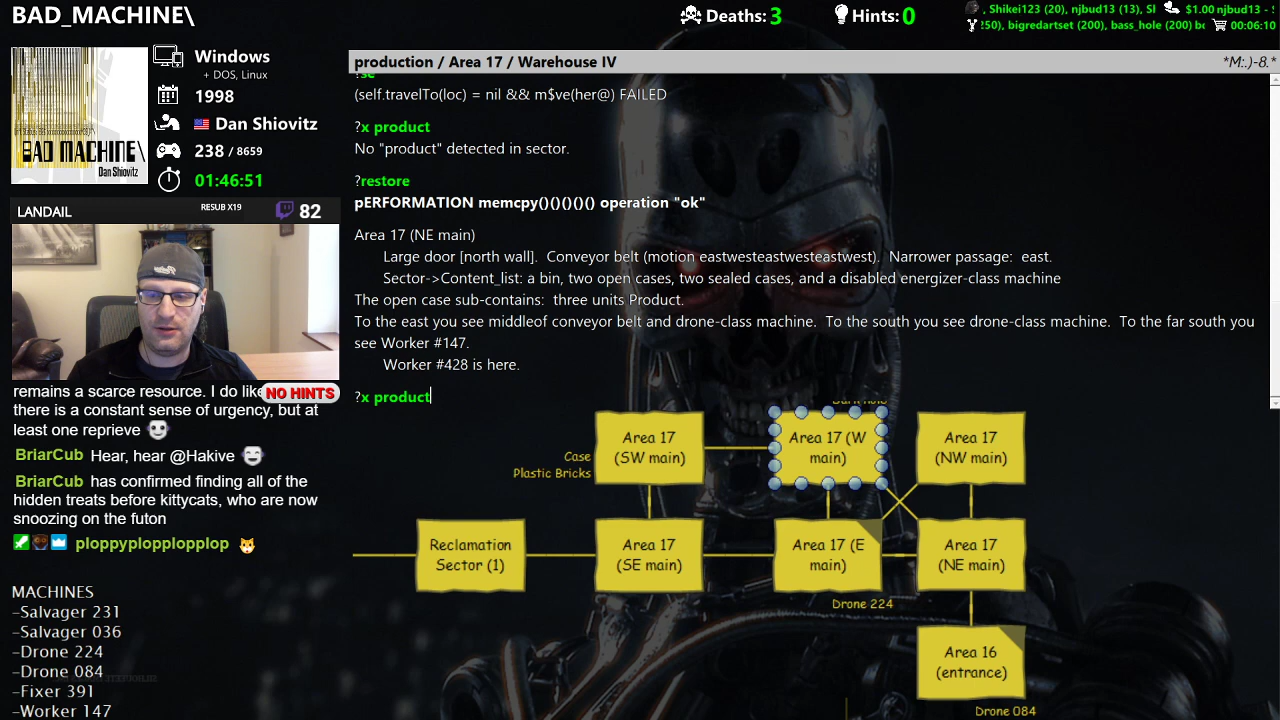 BAD_MACHINE\
Deaths: 3
Hints: 0
, Shikei123 (20), njbud13 (13), SI
$1.00 njbud13 -
250), bigredartset (200), bass_hole (200) be
00:06:10
Windows
+ DOS, Linux
1998
Dan Shiovitz
238 / 8659
01:46:51
BAD MACHINE\
Dan Shiovitz
LANDAIL
RESUB X19
82
production / Area 17 / Warehouse IV
*M:.)-8.*
?sc
(self.travelTo(loc) = nil && m$ve(her@) FAILED
?x product
No "product" detected in sector.
?restore
pERFORMATION memcpy()()()()()() operation "ok"
Area 17 (NE main)
Large door [north wall]. Conveyor belt (motion eastwesteastwesteastwest). Narrower passage: east.
Sector->Content_list: a bin, two open cases, two sealed cases, and a disabled energizer-class machine
The open case sub-contains: three units Product.
To the east you see middleof conveyor belt and drone-class machine. To the south you see drone-class machine. To the far south you
see Worker #147.
Worker #428 is here.
?x product
remains a scarce resource. I do like
NO HINTS
there is a constant sense of urgency, but at
least one reprieve
BriarCub Hear, hear @Hakive
BriarCub has confirmed finding all of the
hidden treats before kittycats, who are now
snoozing on the futon
ploppyplopplopplop
MACHINES
-Salvager 231
-Salvager 036
-Drone 224
-Drone 084
-Fixer 391
-Worker 147
Case
Plastic Bricks
Area 17
(SW main)
Area 17 (W
main)
Area 17
(NW main)
Reclamation
Sector (1)
Area 17
(SE main)
Area 17 (E
main)
Area 17
(NE main)
Drone 224
Area 16
(entrance)
Drone 084